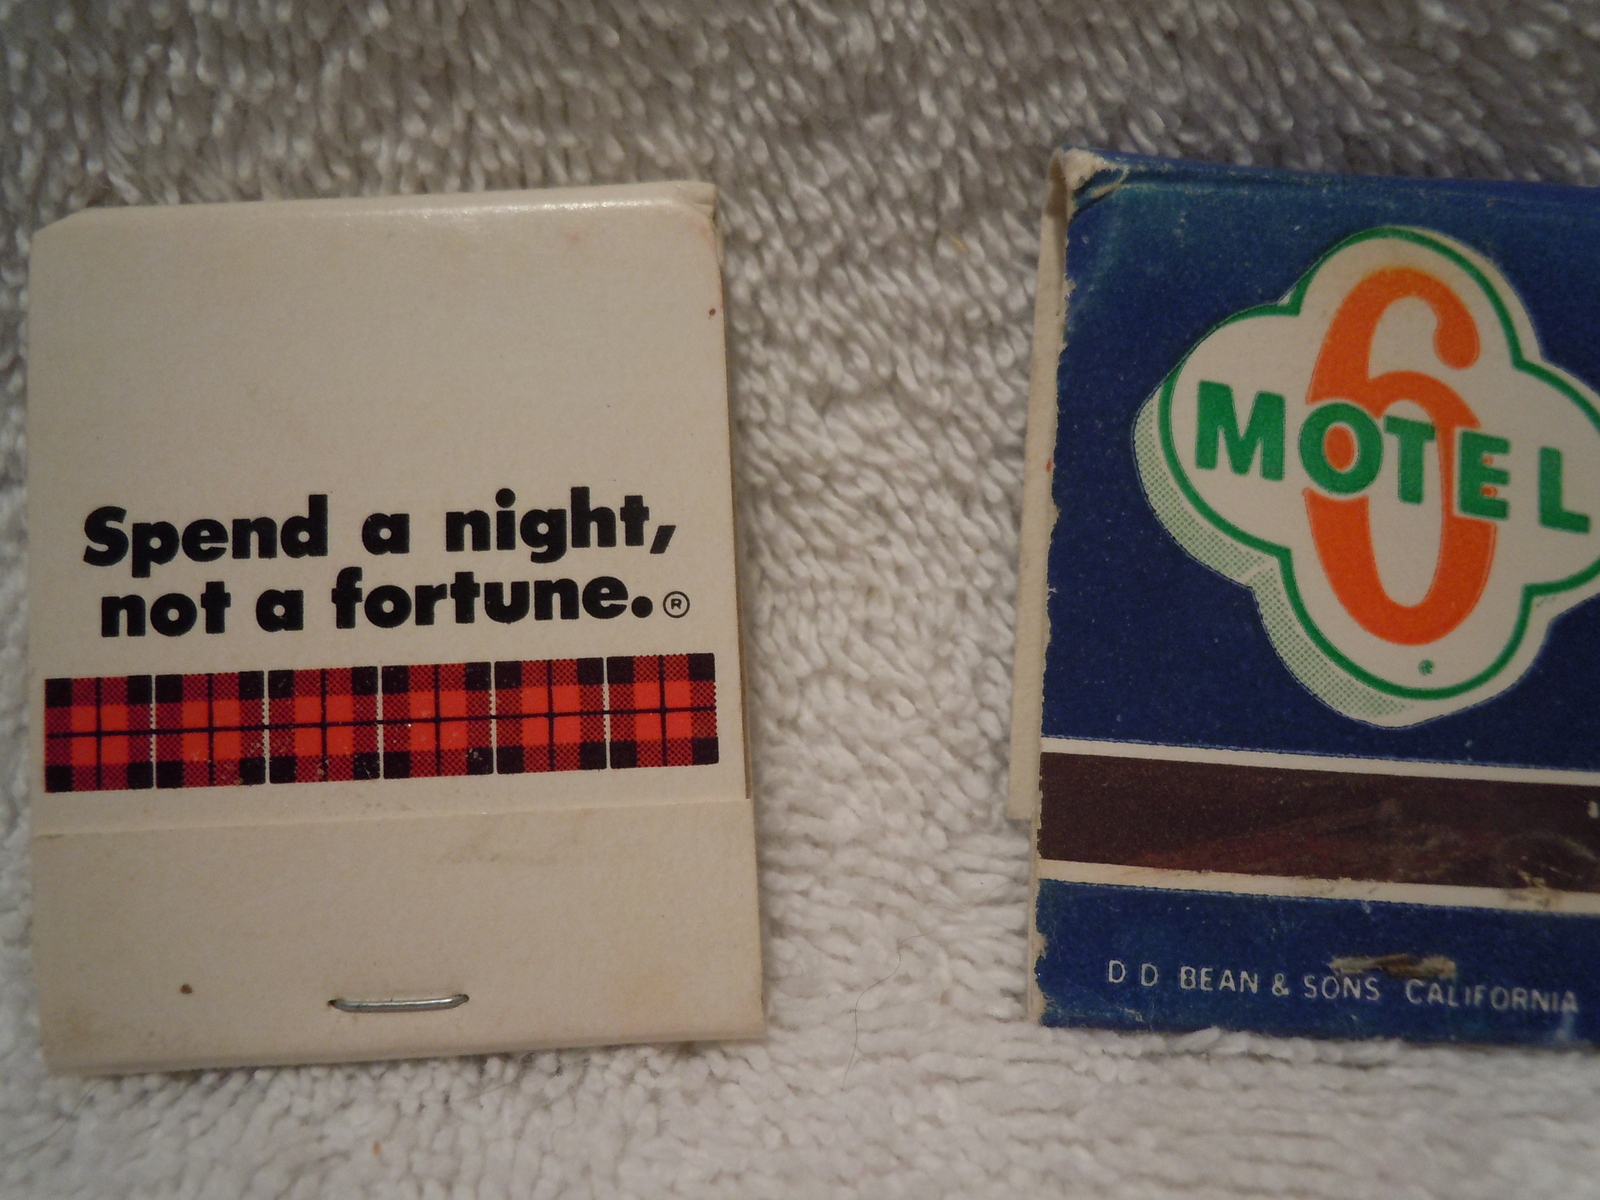 Spend a night,
not a fortune.®
6
MOTEL
®
D D BEAN & SONS CALIFORNIA